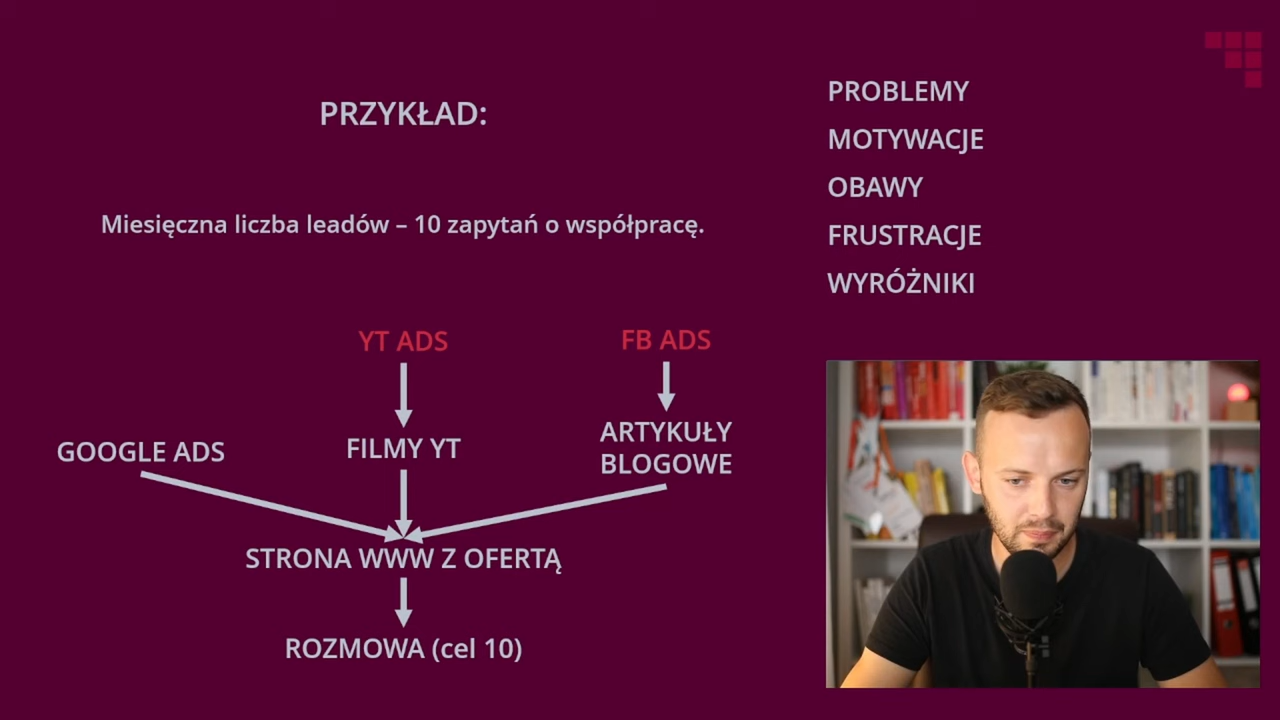 PRZYKŁAD:
Miesięczna liczba leadów – 10 zapytań o współpracę.
YT ADS
FB ADS
GOOGLE ADS
FILMY YT
ARTYKUŁY
BLOGOWE
STRONA WWW Z OFERTĄ
ROZMOWA (cel 10)
PROBLEMY
MOTYWACJE
OBAWY
FRUSTRACJE
WYRÓŻNIKI